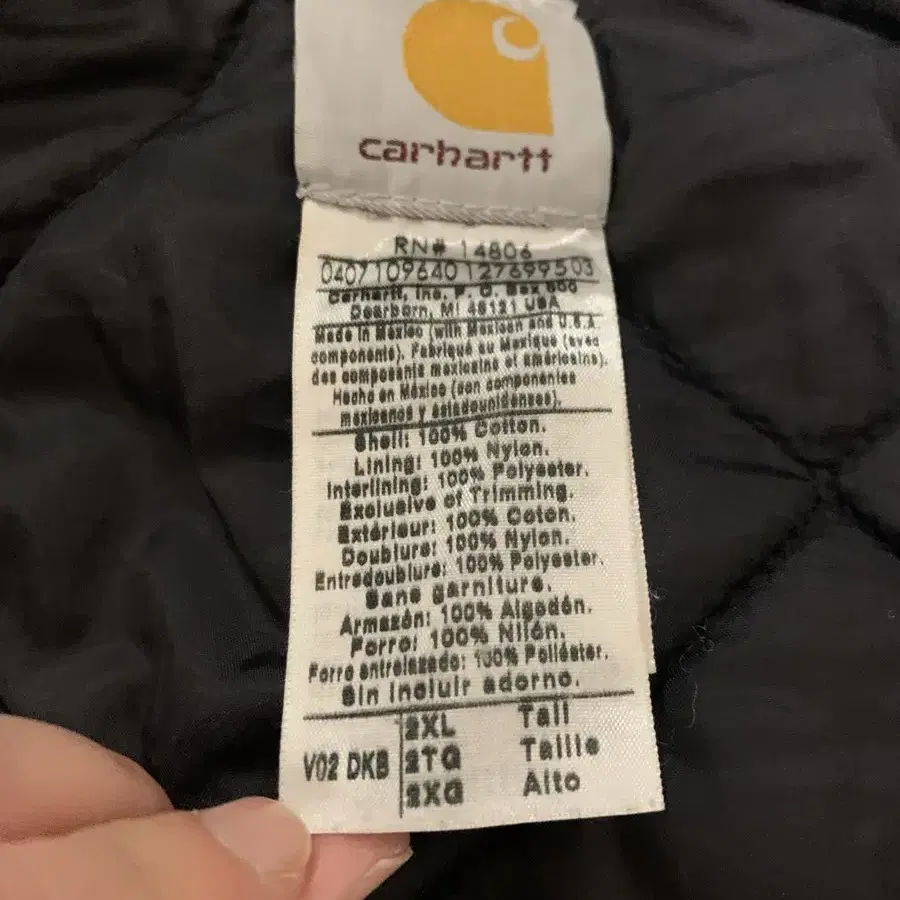 carhartt
RN# 14806
0407109640127699503
Carhartt, Inc. P. O. Box 600
Dearborn, MI 48121 USA
Made in Mexico (with Mexican and U.S.A.
components). Fabriqué au Mexique (avec
des composants mexicains et américains).
Hecho en México (con componentes
mexicanos y estadounidenses).
Shell: 100% Cotton.
Lining: 100% Nylon.
Interlining: 100% Polyester.
Exclusive of Trimming.
Extérieur: 100% Coton.
Doublure: 100% Nylon.
Entredoublure: 100% Polyester.
Sans garniture.
Armazón: 100% Algodón.
Forro: 100% Nilón.
Forro entrelazado: 100% Poliéster.
Sin incluir adorno.
V02 DKB
2XL Tall
2TG Taille
2XG Alto